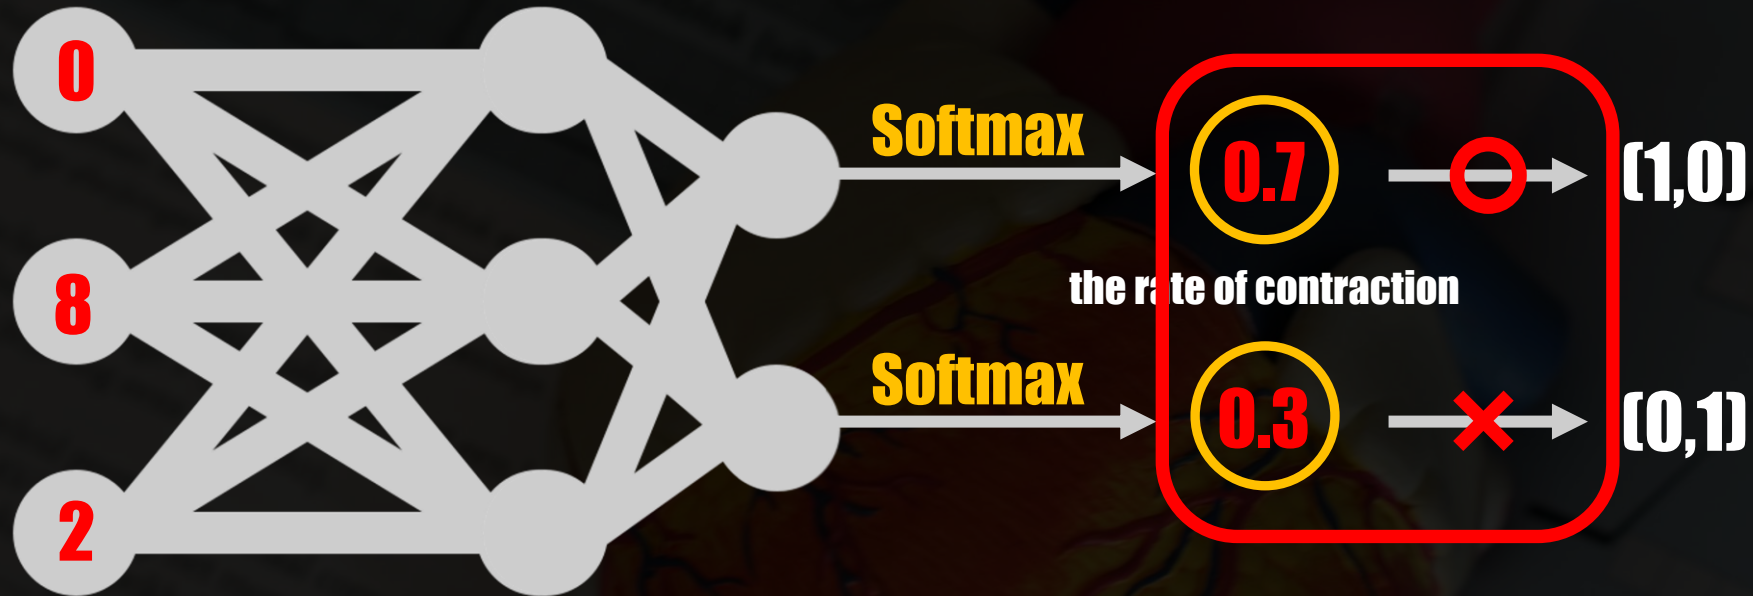 0
8
2
Softmax
0.7
(1,0)
the rate of contraction
Softmax
0.3
(0,1)